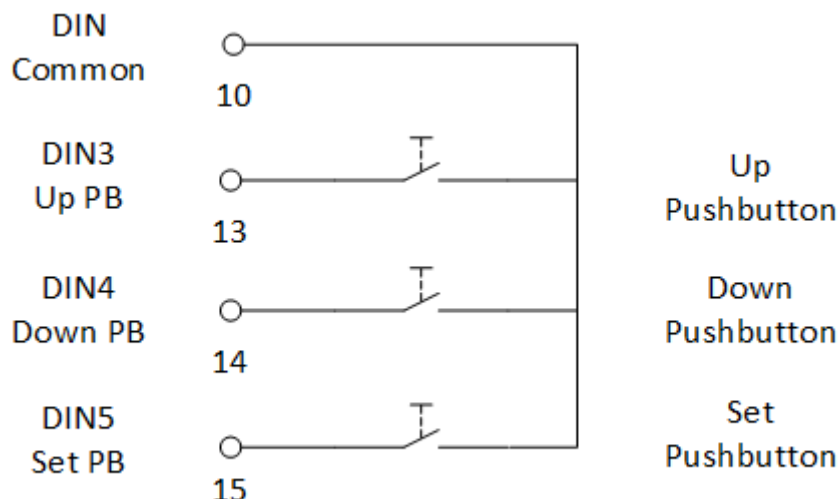 DIN
Common
10
DIN3
Up PB
13
Up
Pushbutton
DIN4
Down PB
14
Down
Pushbutton
DIN5
Set PB
15
Set
Pushbutton